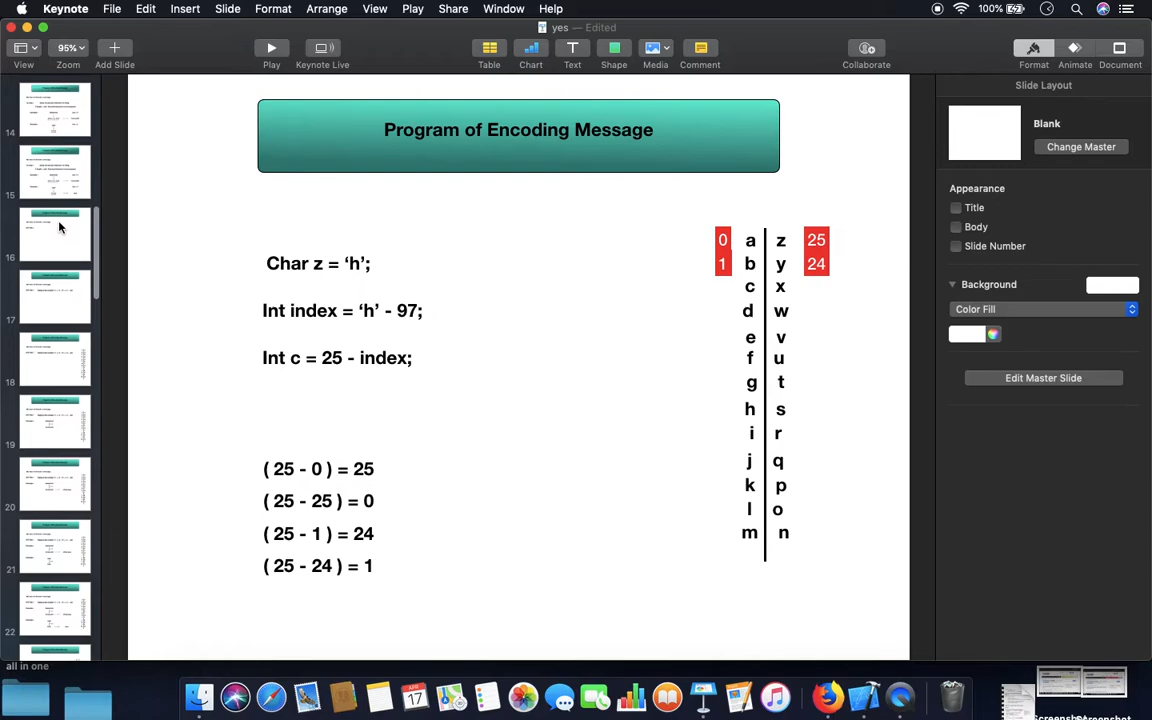 Keynote File Edit Insert Slide Format Arrange View Play Share Window Help 100%
yes — Edited
95%
View Zoom Add Slide Play Keynote Live Table Chart Text Shape Media Comment Collaborate Format Animate Document
Slide Layout
Blank
Change Master
Appearance
Title
Body
Slide Number
Background
Color Fill
Edit Master Slide
14
15
16
17
18
19
20
21
22
Program of Encoding Message
Char z = ‘h’;
Int index = ‘h’ - 97;
Int c = 25 - index;
( 25 - 0 ) = 25
( 25 - 25 ) = 0
( 25 - 1 ) = 24
( 25 - 24 ) = 1
0 a z 25
1 b y 24
c x
d w
e v
f u
g t
h s
i r
j q
k p
l o
m n
all in one
APR
17